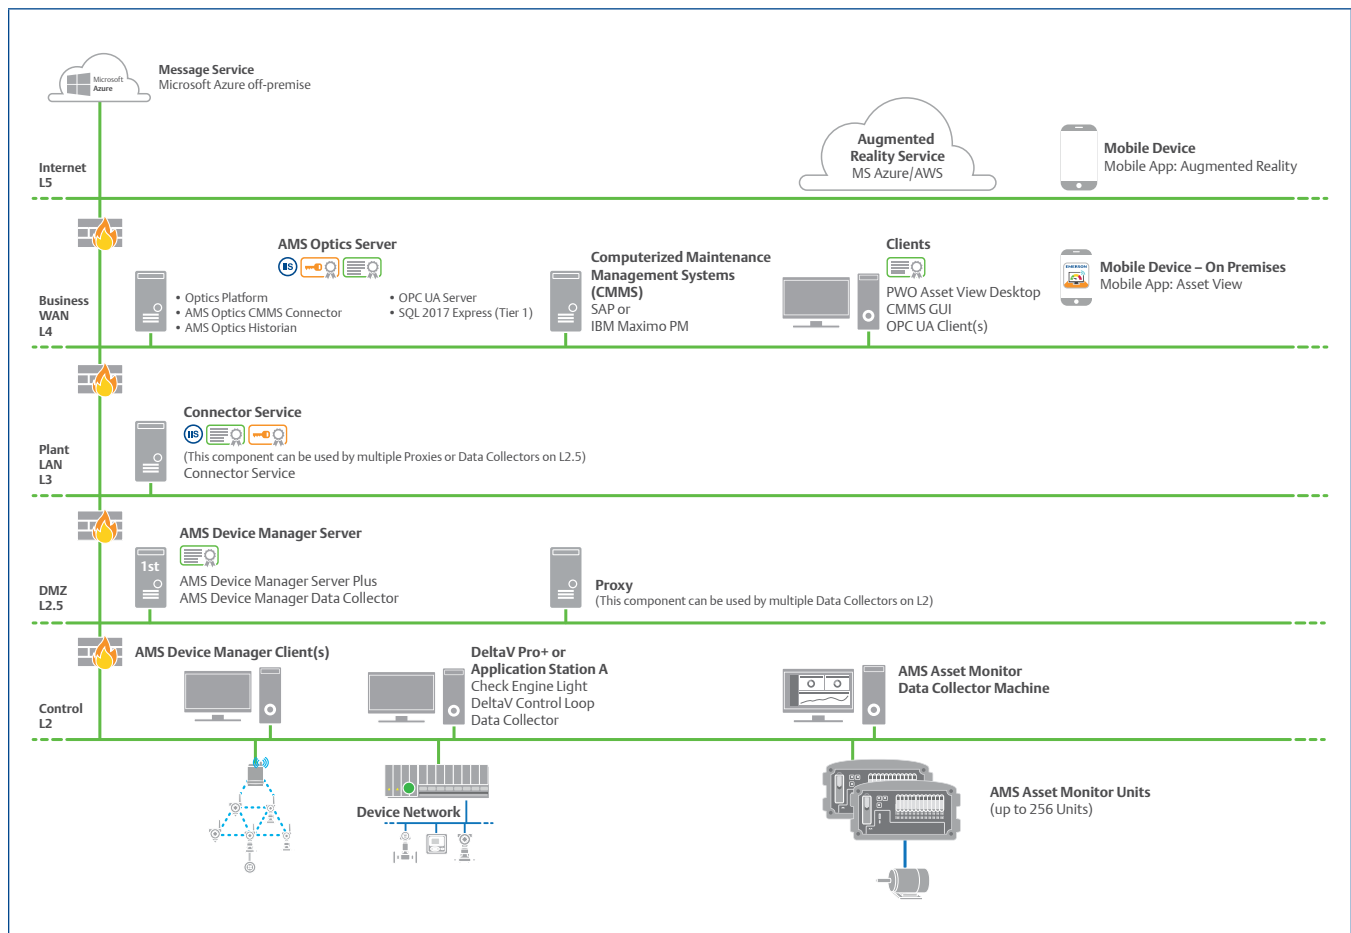 Microsoft
Azure
Message Service
Microsoft Azure off-premise
Augmented
Reality Service
MS Azure/AWS
Mobile Device
Mobile App: Augmented Reality
Internet
L5
AMS Optics Server
IIS
• Optics Platform
• AMS Optics CMMS Connector
• AMS Optics Historian
• OPC UA Server
• SQL 2017 Express (Tier 1)
Computerized Maintenance
Management Systems
(CMMS)
SAP or
IBM Maximo PM
Clients
PWO Asset View Desktop
CMMS GUI
OPC UA Client(s)
EMERSON
Mobile Device – On Premises
Mobile App: Asset View
Business
WAN
L4
Connector Service
IIS
(This component can be used by multiple Proxies or Data Collectors on L2.5)
Connector Service
Plant
LAN
L3
AMS Device Manager Server
1st
AMS Device Manager Server Plus
AMS Device Manager Data Collector
Proxy
(This component can be used by multiple Data Collectors on L2)
DMZ
L2.5
AMS Device Manager Client(s)
DeltaV Pro+ or
Application Station A
Check Engine Light
DeltaV Control Loop
Data Collector
AMS Asset Monitor
Data Collector Machine
Control
L2
Device Network
AMS Asset Monitor Units
(up to 256 Units)